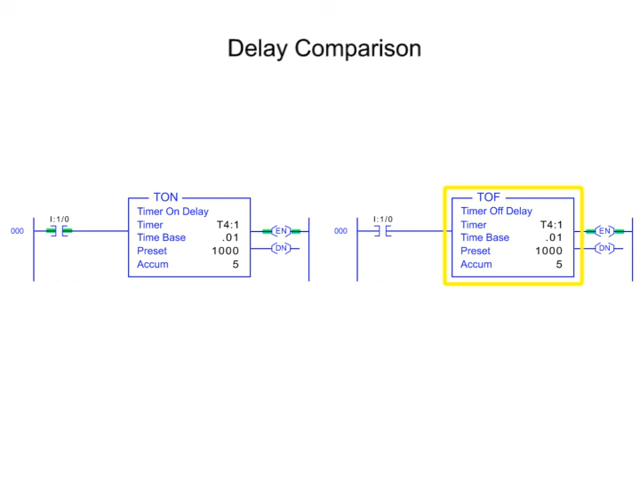 Delay Comparison
I:1/0
000
TON
Timer On Delay
Timer T4:1
Time Base .01
Preset 1000
Accum 5
EN
DN
I:1/0
000
TOF
Timer Off Delay
Timer T4:1
Time Base .01
Preset 1000
Accum 5
EN
DN